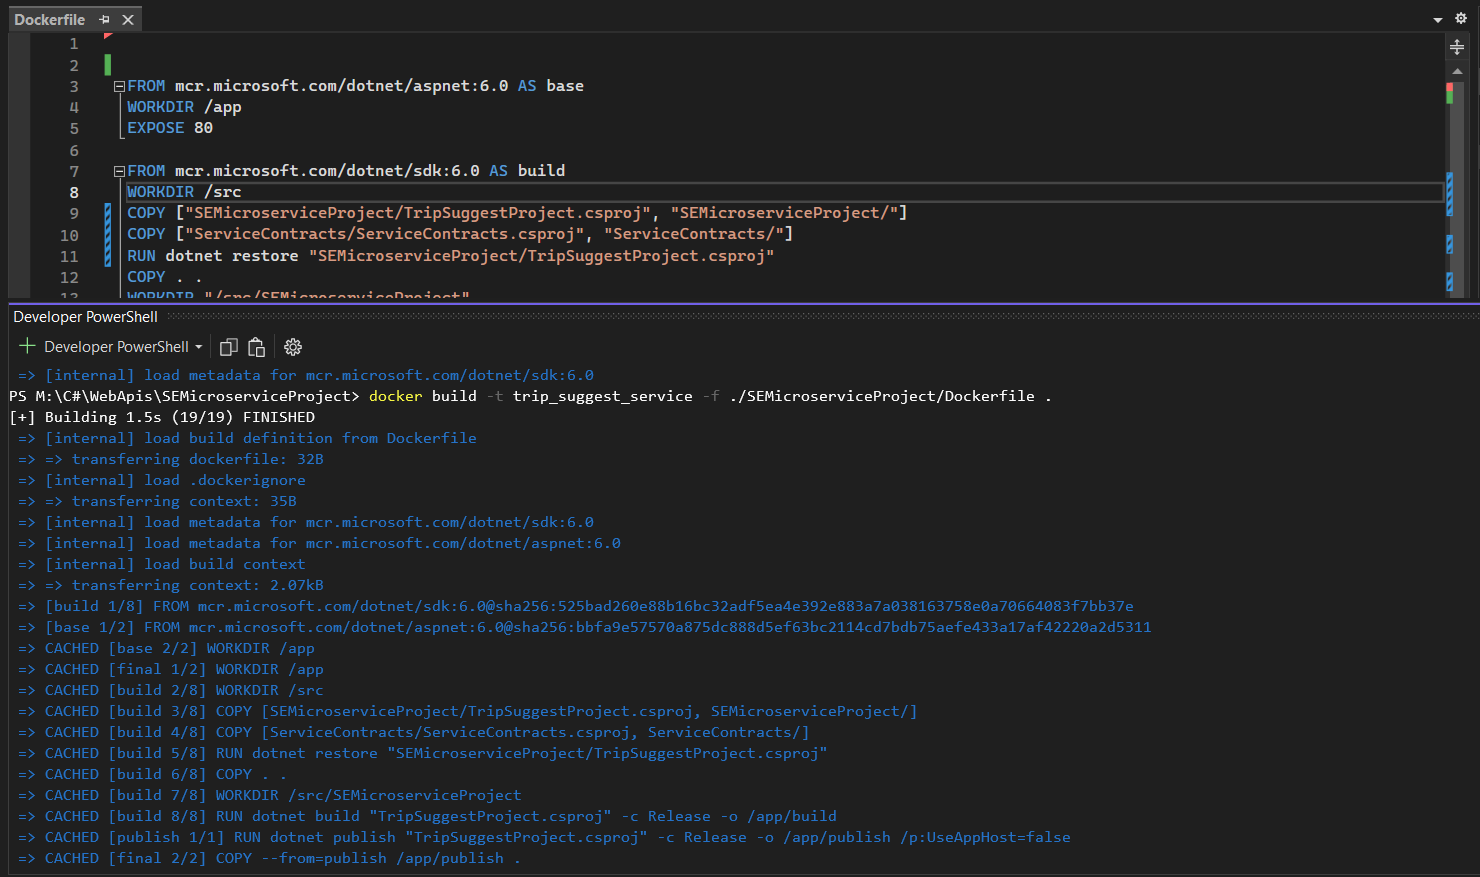 Dockerfile
1
2
3 FROM mcr.microsoft.com/dotnet/aspnet:6.0 AS base
4 WORKDIR /app
5 EXPOSE 80
6
7 FROM mcr.microsoft.com/dotnet/sdk:6.0 AS build
8 WORKDIR /src
9 COPY ["SEMicroserviceProject/TripSuggestProject.csproj", "SEMicroserviceProject/"]
10 COPY ["ServiceContracts/ServiceContracts.csproj", "ServiceContracts/"]
11 RUN dotnet restore "SEMicroserviceProject/TripSuggestProject.csproj"
12 COPY . .
13 WORKDIR "/src/SEMicroserviceProject"
Developer PowerShell
Developer PowerShell
=> [internal] load metadata for mcr.microsoft.com/dotnet/sdk:6.0
PS M:\C#\WebApis\SEMicroserviceProject> docker build -t trip_suggest_service -f ./SEMicroserviceProject/Dockerfile .
[+] Building 1.5s (19/19) FINISHED
=> [internal] load build definition from Dockerfile
=> => transferring dockerfile: 32B
=> [internal] load .dockerignore
=> => transferring context: 35B
=> [internal] load metadata for mcr.microsoft.com/dotnet/sdk:6.0
=> [internal] load metadata for mcr.microsoft.com/dotnet/aspnet:6.0
=> [internal] load build context
=> => transferring context: 2.07kB
=> [build 1/8] FROM mcr.microsoft.com/dotnet/sdk:6.0@sha256:525bad260e88b16bc32adf5ea4e392e883a7a038163758e0a70664083f7bb37e
=> [base 1/2] FROM mcr.microsoft.com/dotnet/aspnet:6.0@sha256:bbfa9e57570a875dc888d5ef63bc2114cd7bdb75aefe433a17af42220a2d5311
=> CACHED [base 2/2] WORKDIR /app
=> CACHED [final 1/2] WORKDIR /app
=> CACHED [build 2/8] WORKDIR /src
=> CACHED [build 3/8] COPY [SEMicroserviceProject/TripSuggestProject.csproj, SEMicroserviceProject/]
=> CACHED [build 4/8] COPY [ServiceContracts/ServiceContracts.csproj, ServiceContracts/]
=> CACHED [build 5/8] RUN dotnet restore "SEMicroserviceProject/TripSuggestProject.csproj"
=> CACHED [build 6/8] COPY . .
=> CACHED [build 7/8] WORKDIR /src/SEMicroserviceProject
=> CACHED [build 8/8] RUN dotnet build "TripSuggestProject.csproj" -c Release -o /app/build
=> CACHED [publish 1/1] RUN dotnet publish "TripSuggestProject.csproj" -c Release -o /app/publish /p:UseAppHost=false
=> CACHED [final 2/2] COPY --from=publish /app/publish .